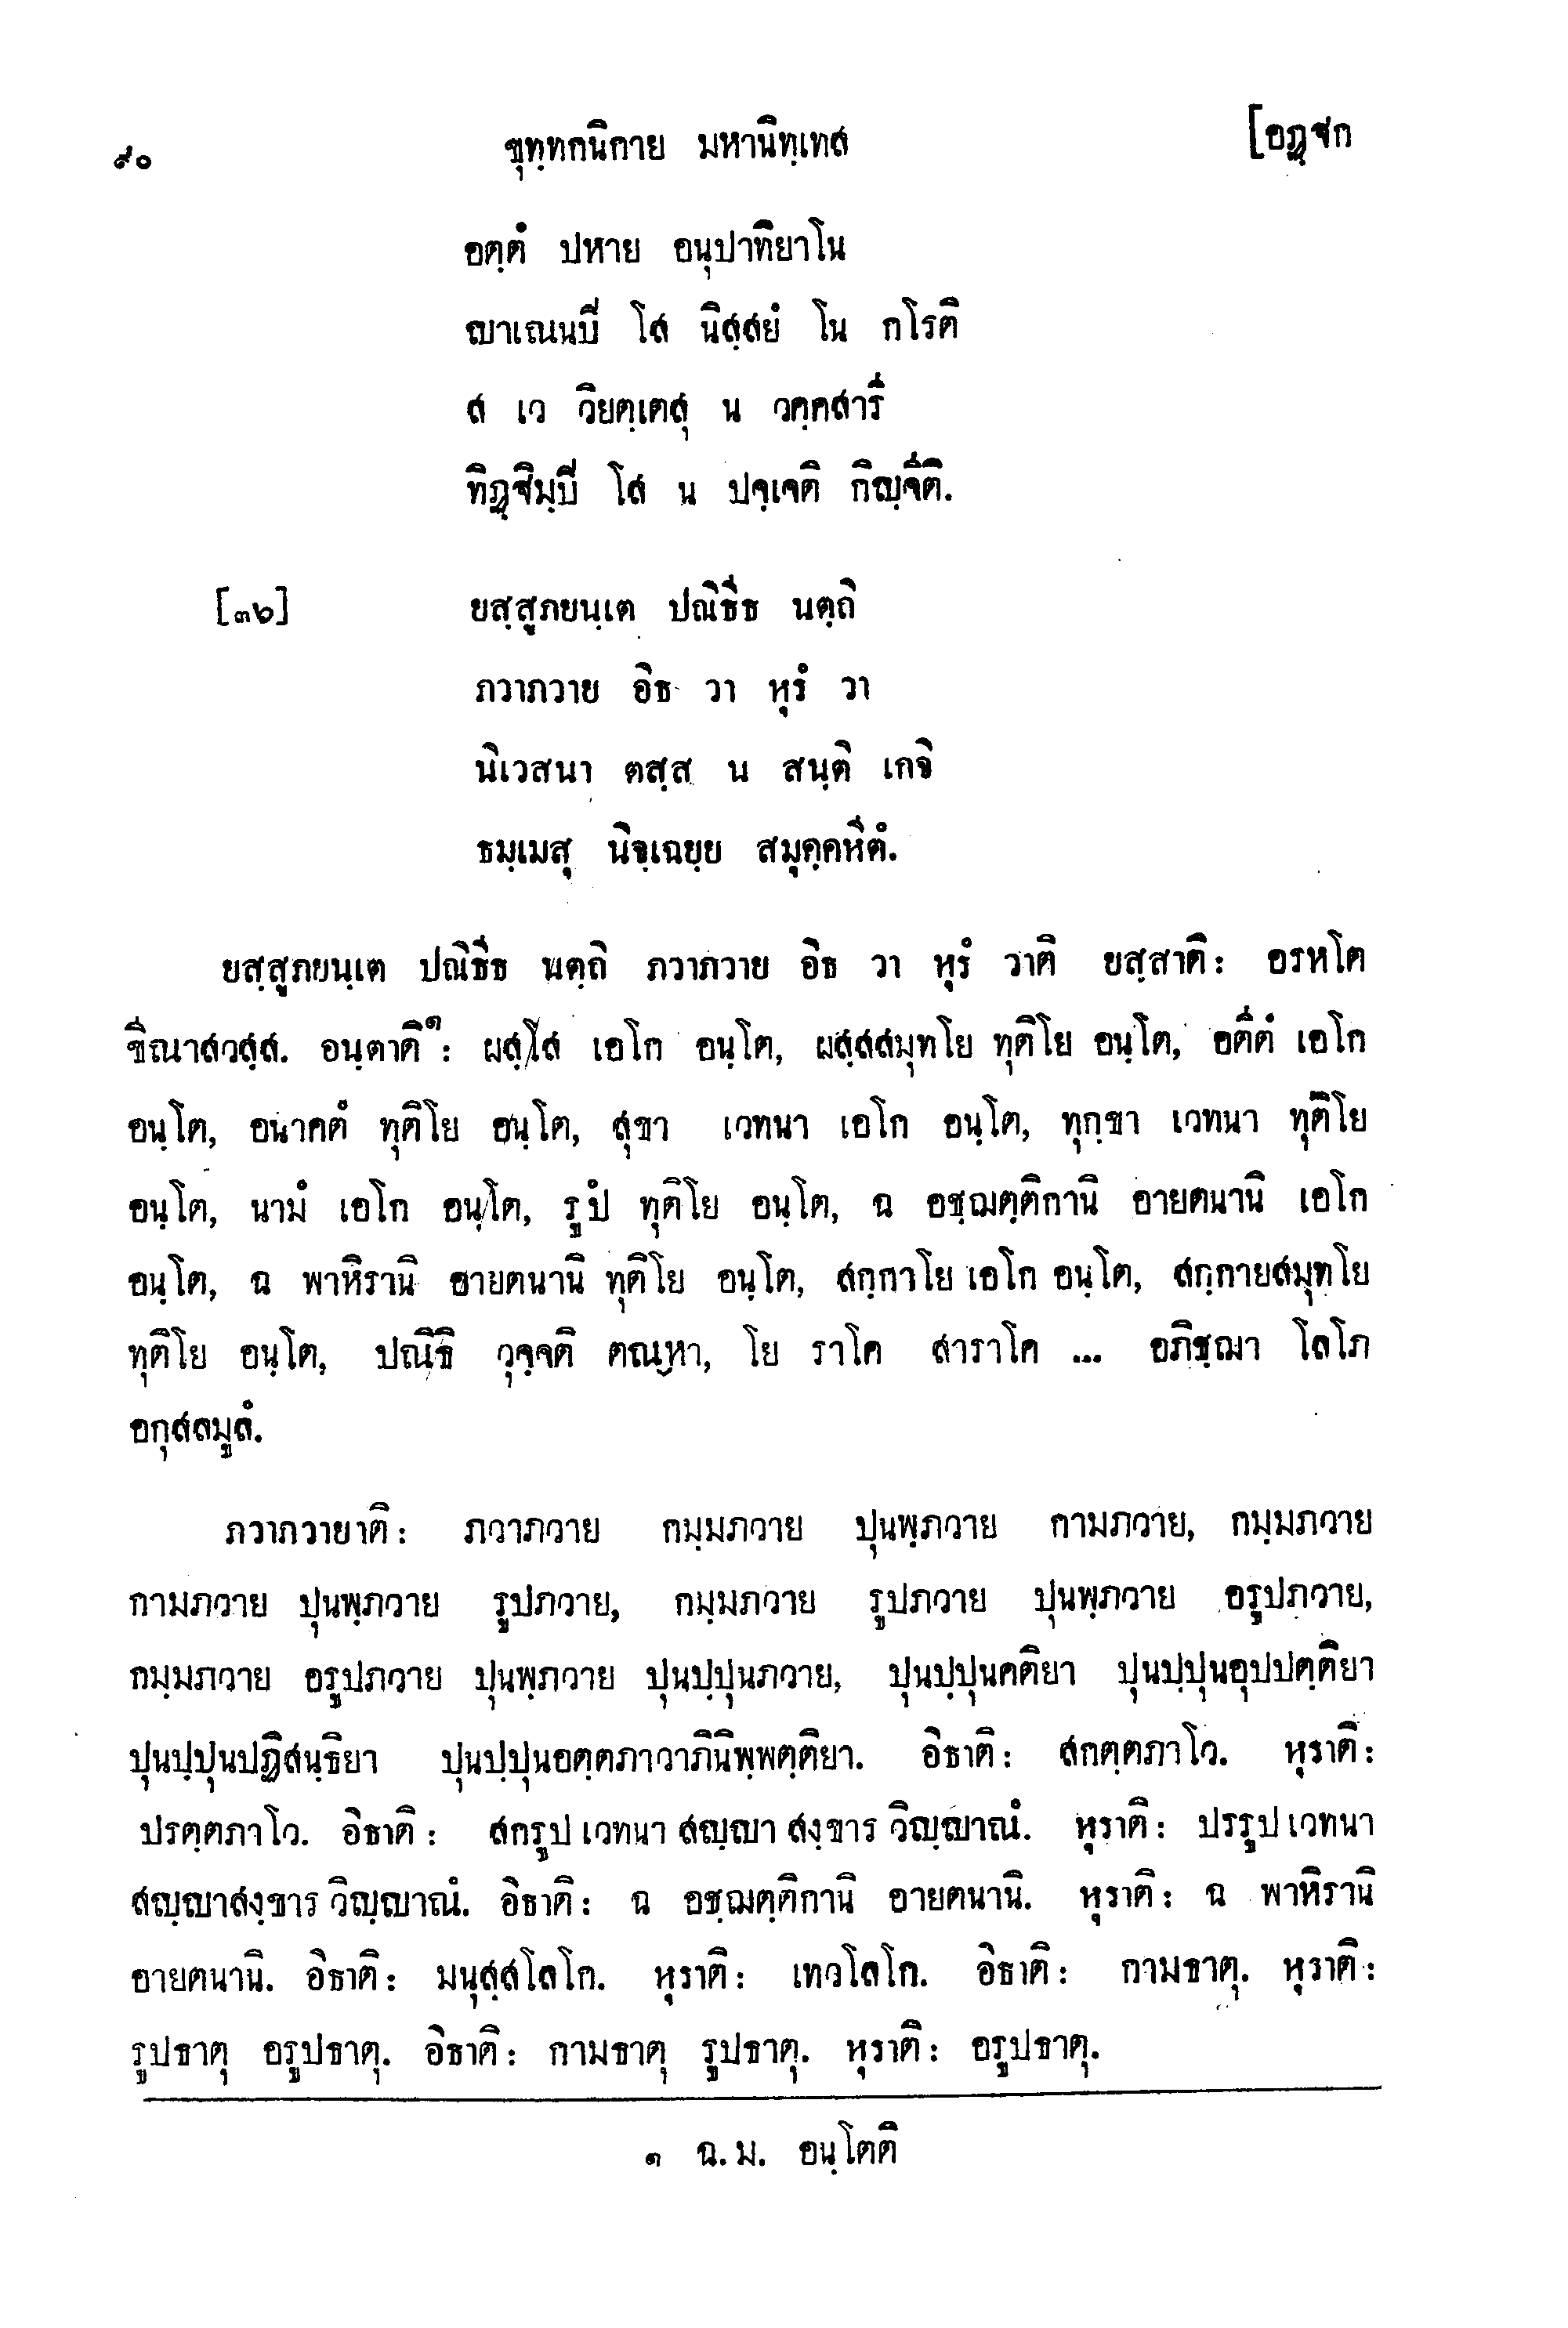 ๙๐ ขุทฺทกนิกาย มหานิทฺเทส [อฏฺฐก
อตฺตํ ปหาย อนุปาทิยาโน
ญาเณนปิ โส นิสฺสยํ โน กโรติ
ส เว วิยตฺเตสุ น วคฺคสารี
ทิฏฺฐิมฺปิ โส น ปจฺเจติ กิญฺจีติ.
[๓๖] ยสฺสูภยนฺเต ปณิธีธ นตฺถิ
ภวาภวาย อิธ วา หุรํ วา
นิเวสนา ตสฺส น สนฺติ เกจิ
ธมฺเมสุ นิจฺเฉยฺย สมุคฺคหีตํ.
ยสฺสูภยนฺเต ปณิธีธ นตฺถิ ภวาภวาย อิธ วา หุรํ วาติ ยสฺสาติ: อรหโต
ขีณาสวสฺส. อนฺตาติ๑: ผสฺโส เอโก อนฺโต, ผสฺสสมุทโย ทุติโย อนฺโต, อตีตํ เอโก
อนฺโต, อนาคตํ ทุติโย อนฺโต, สุขา เวทนา เอโก อนฺโต, ทุกฺขา เวทนา ทุติโย
อนฺโต, นามํ เอโก อนฺโต, รูปํ ทุติโย อนฺโต, ฉ อชฺฌตฺติกานิ อายตนานิ เอโก
อนฺโต, ฉ พาหิรานิ อายตนานิ ทุติโย อนฺโต, สกฺกาโย เอโก อนฺโต, สกฺกายสมุทโย
ทุติโย อนฺโต, ปณิธิ วุจฺจติ ตณฺหา, โย ราโค สาราโค ... อภิชฺฌา โลโภ
อกุสลมูลํ.
ภวาภวายาติ: ภวาภวาย กมฺมภวาย ปุนพฺภวาย กามภวาย, กมฺมภวาย
กามภวาย ปุนพฺภวาย รูปภวาย, กมฺมภวาย รูปภวาย ปุนพฺภวาย อรูปภวาย,
กมฺมภวาย อรูปภวาย ปุนพฺภวาย ปุนปฺปุนภวาย, ปุนปฺปุนคติยา ปุนปฺปุนอุปปตฺติยา
ปุนปฺปุนปฏิสนฺธิยา ปุนปฺปุนอตฺตภาวาภินิพฺพตฺติยา. อิธาติ: สกตฺตภาโว. หุราติ:
ปรตฺตภาโว. อิธาติ: สกรูป เวทนา สญฺญา สงฺขาร วิญฺญาณํ. หุราติ: ปรรูป เวทนา
สญฺญาสงฺขาร วิญฺญาณํ. อิธาติ: ฉ อชฺฌตฺติกานิ อายตนานิ. หุราติ: ฉ พาหิรานิ
อายตนานิ. อิธาติ: มนุสฺสโลโก. หุราติ: เทวโลโก. อิธาติ: กามธาตุ. หุราติ:
รูปธาตุ อรูปธาตุ. อิธาติ: กามธาตุ รูปธาตุ. หุราติ: อรูปธาตุ.
๑ ฉ. ม. อนฺโตติ